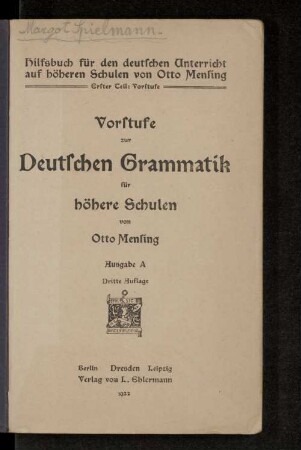 Margot Spielmann.
Hilfsbuch für den deutschen Unterricht
auf höheren Schulen von Otto Mensing
Erster Teil: Vorstufe
Vorstufe
zur
Deutschen Grammatik
für
höhere Schulen
von
Otto Mensing
Ausgabe A
Dritte Auflage
Berlin Dresden Leipzig
Verlag von L. Ehlermann
1922